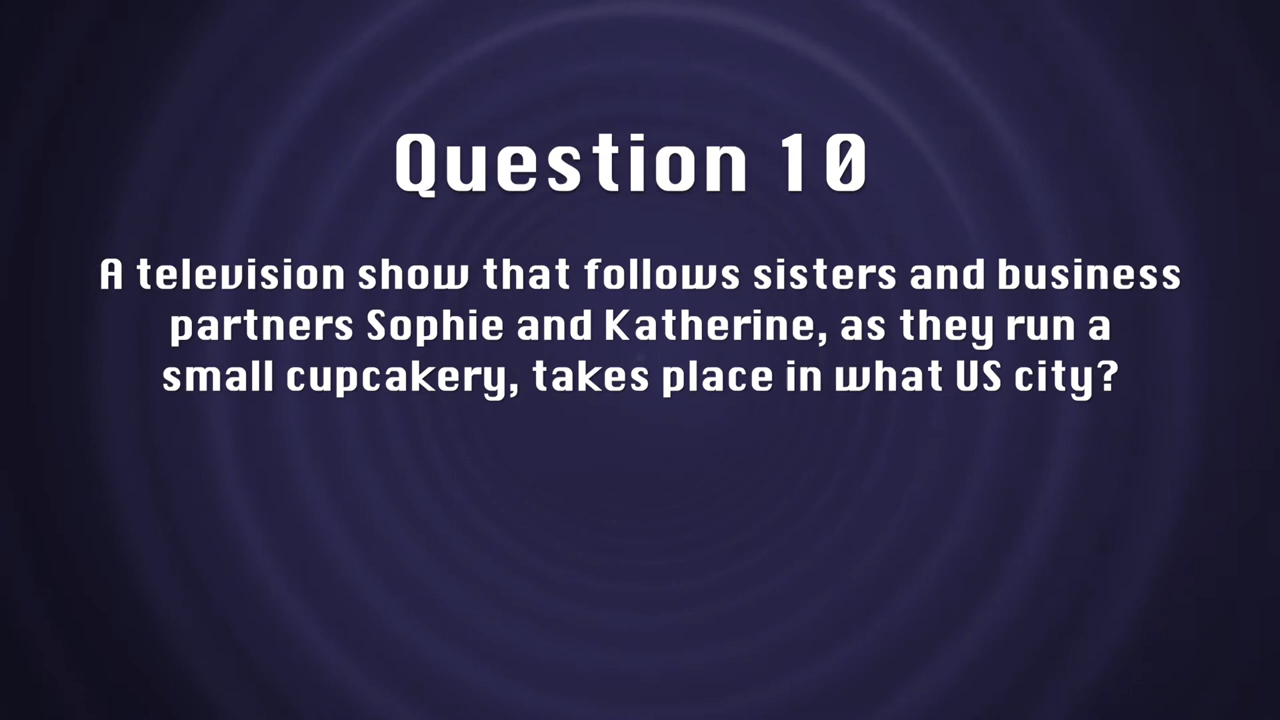 Question 10
A television show that follows sisters and business
partners Sophie and Katherine, as they run a
small cupcakery, takes place in what US city?